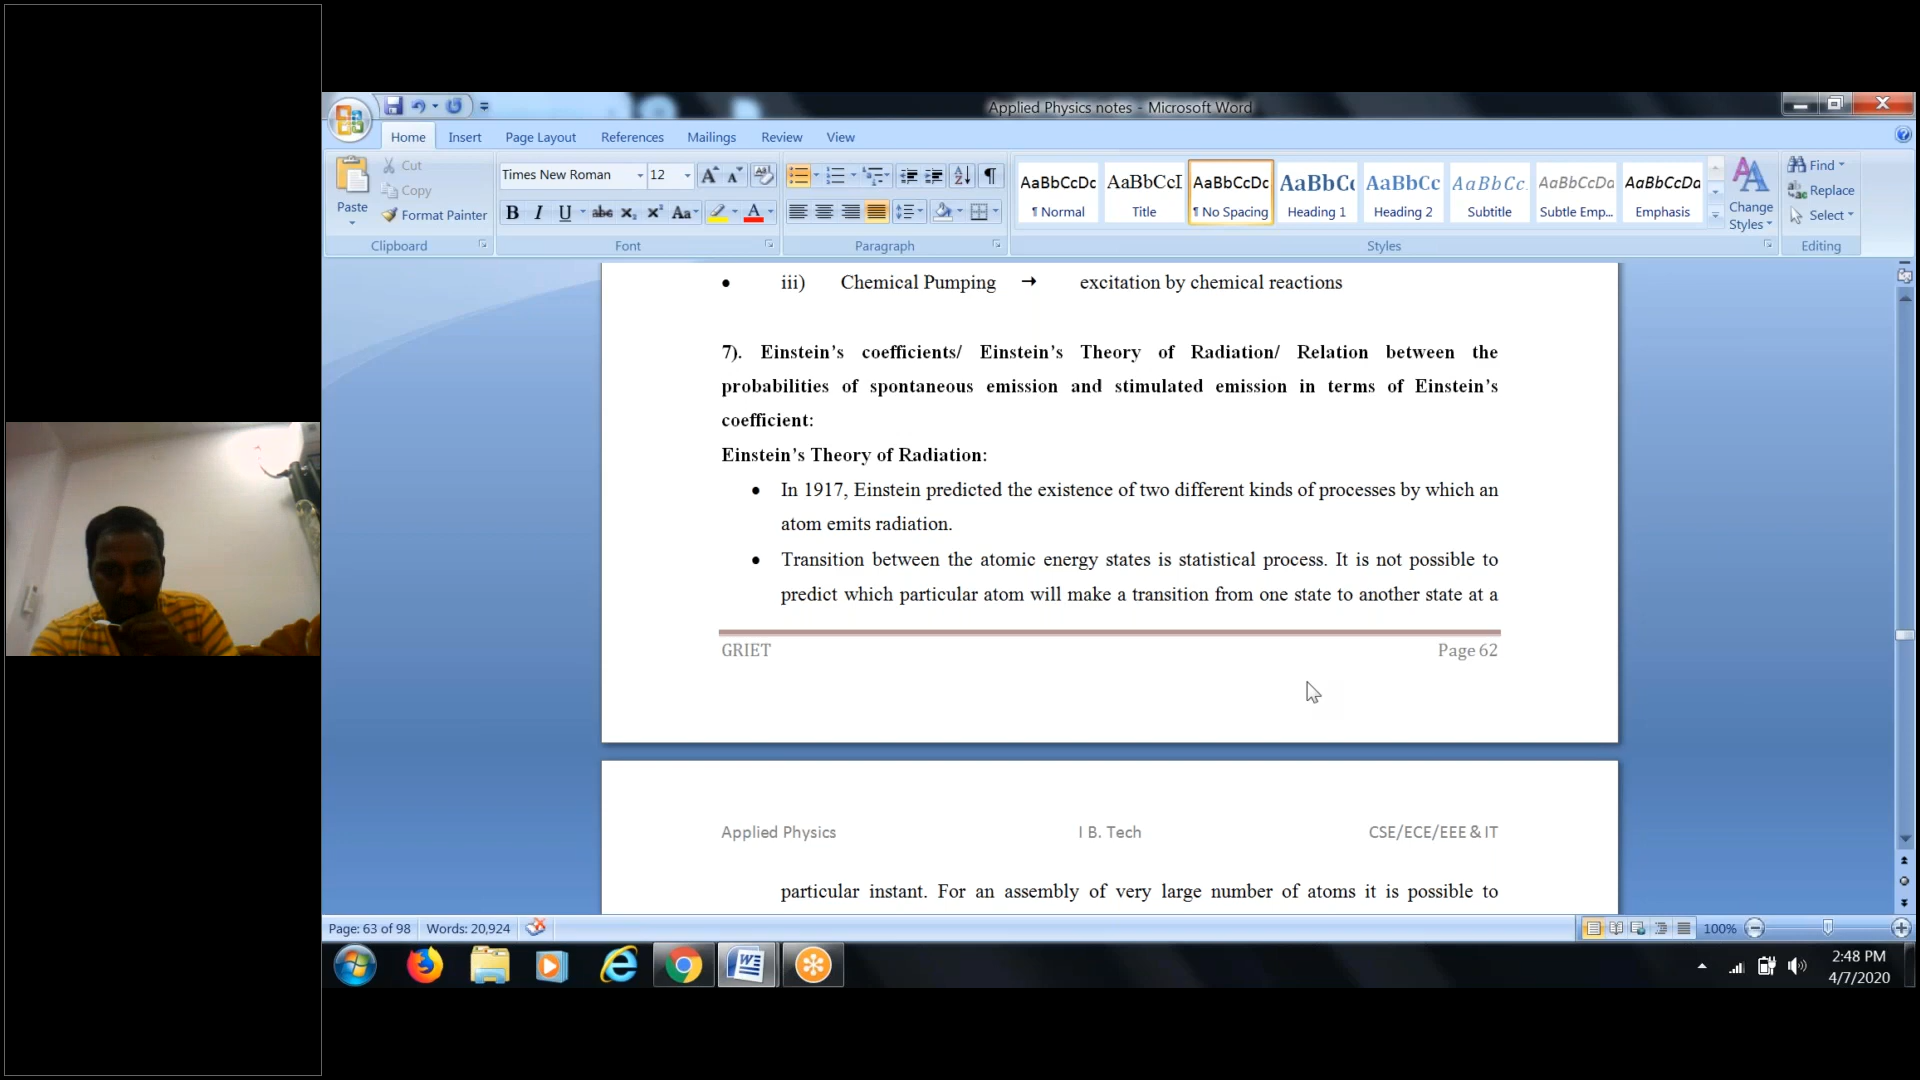 Applied Physics notes - Microsoft Word
Home Insert Page Layout References Mailings Review View
Paste
Cut
Copy
Format Painter
Clipboard
Times New Roman 12
Font
Paragraph
AaBbCcDc AaBbCcI AaBbCcDc AaBbCc AaBbCc AaBbCc. AaBbCcDa AaBbCcDa
¶ Normal Title ¶ No Spacing Heading 1 Heading 2 Subtitle Subtle Emp... Emphasis
Change
Styles
Styles
Find
Replace
Select
Editing
• iii) Chemical Pumping → excitation by chemical reactions
7). Einstein’s coefficients/ Einstein’s Theory of Radiation/ Relation between the
probabilities of spontaneous emission and stimulated emission in terms of Einstein’s
coefficient:
Einstein’s Theory of Radiation:
• In 1917, Einstein predicted the existence of two different kinds of processes by which an
atom emits radiation.
• Transition between the atomic energy states is statistical process. It is not possible to
predict which particular atom will make a transition from one state to another state at a
GRIET Page 62
Applied Physics I B. Tech CSE/ECE/EEE & IT
particular instant. For an assembly of very large number of atoms it is possible to
Page: 63 of 98 Words: 20,924 100%
2:48 PM
4/7/2020